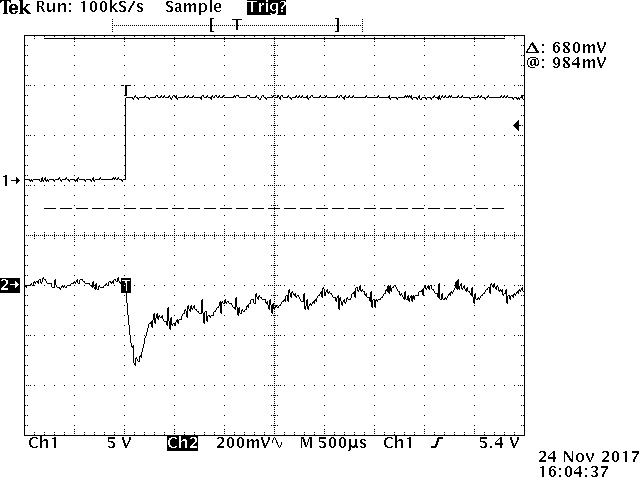 Tek Run: 100kS/s Sample Trig?
[ T ]
Δ: 680mV
@: 984mV
T
1→
2→ T
Ch1 5 V Ch2 200mV∿ M 500µs Ch1 5.4 V
24 Nov 2017
16:04:37